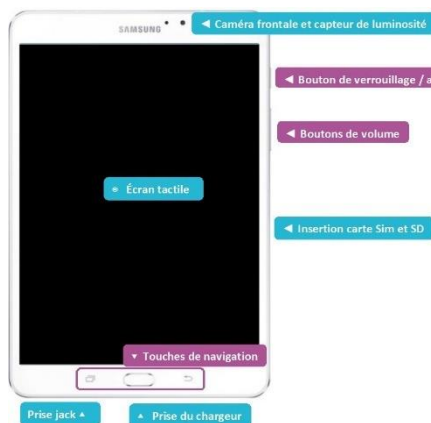 SAMSUNG
◄ Caméra frontale et capteur de luminosité
◄ Bouton de verrouillage /
◄ Boutons de volume
Écran tactile
◄ Insertion carte Sim et SD
▼ Touches de navigation
Prise jack ▲
▲ Prise du chargeur